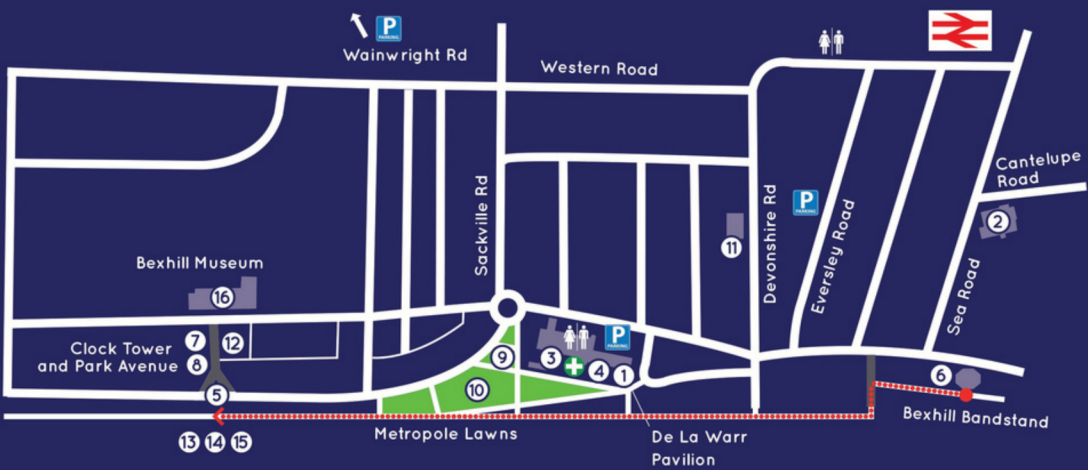 P
PARKING
Wainwright Rd
Western Road
Cantelupe
Road
2
P
PARKING
Sackville Rd
11
Devonshire Rd
Eversley Road
Sea Road
Bexhill Museum
16
7
12
Clock Tower
and Park Avenue
8
5
P
PARKING
3
4
1
9
10
6
Bexhill Bandstand
13 14 15
Metropole Lawns
De La Warr
Pavilion